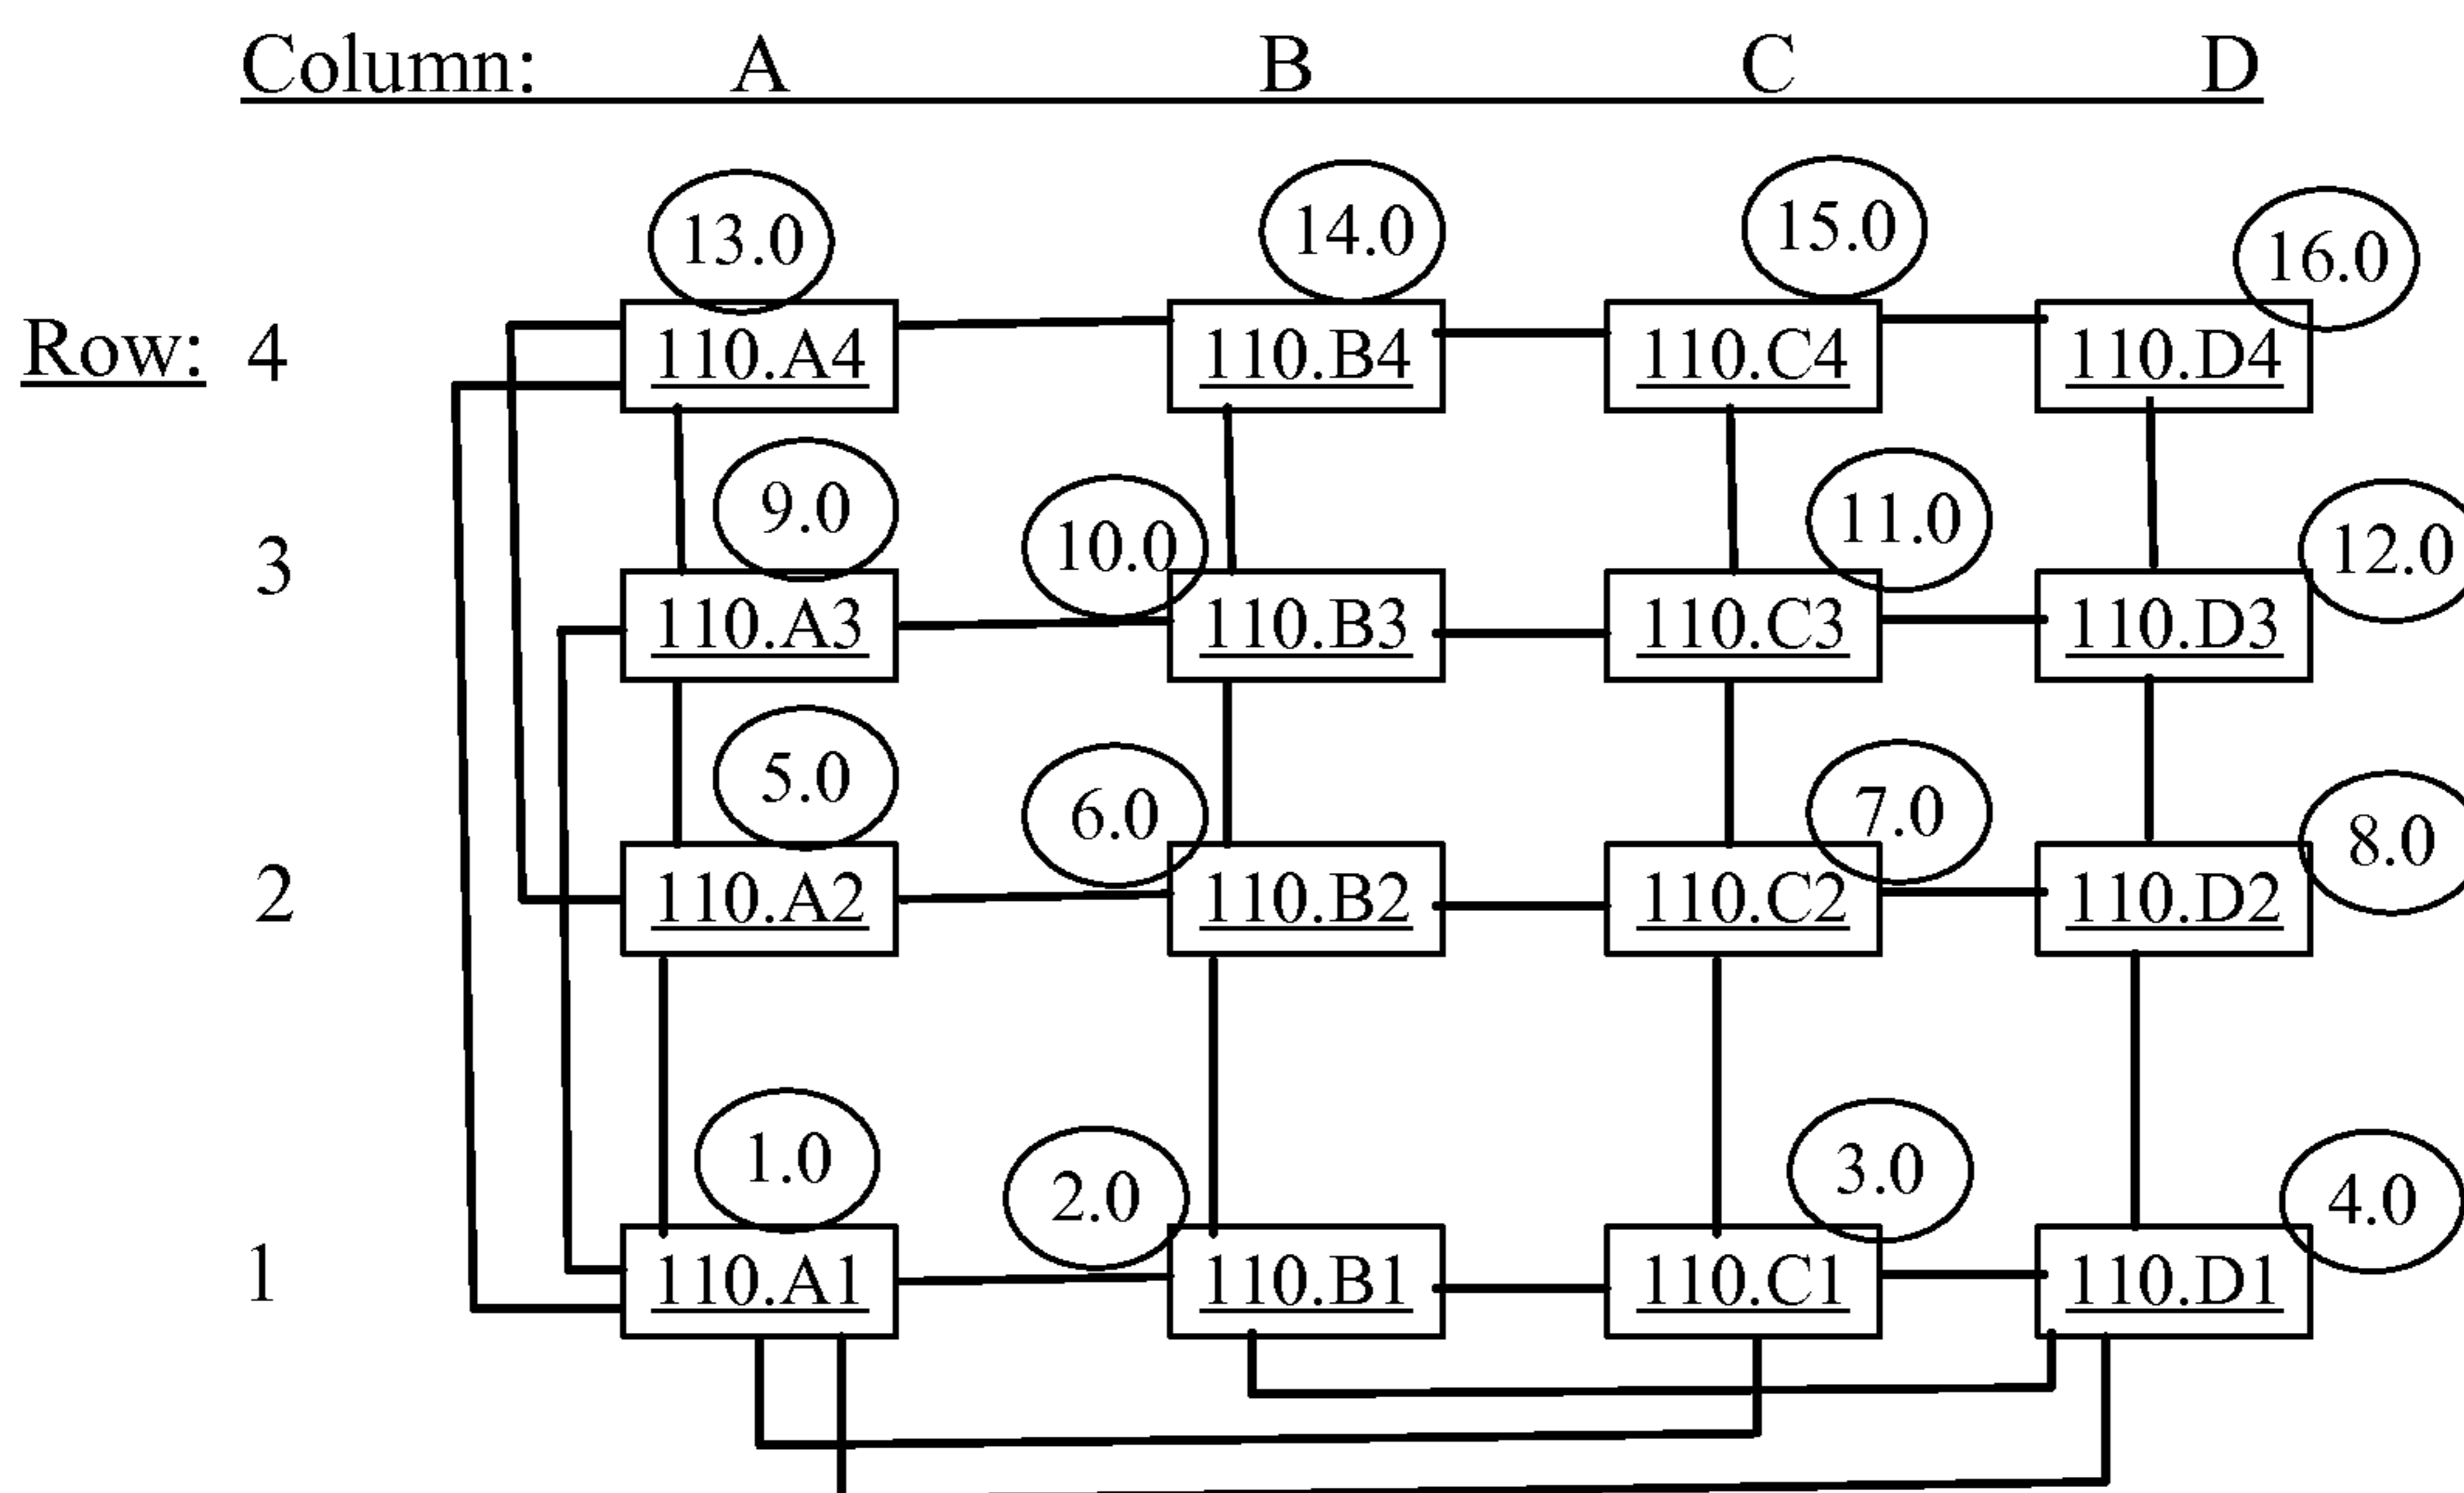 Column: A B C D
13.0 14.0 15.0 16.0
Row: 4 110.A4 110.B4 110.C4 110.D4
9.0 10.0 11.0 12.0
3 110.A3 110.B3 110.C3 110.D3
5.0 6.0 7.0 8.0
2 110.A2 110.B2 110.C2 110.D2
1.0 2.0 3.0 4.0
1 110.A1 110.B1 110.C1 110.D1